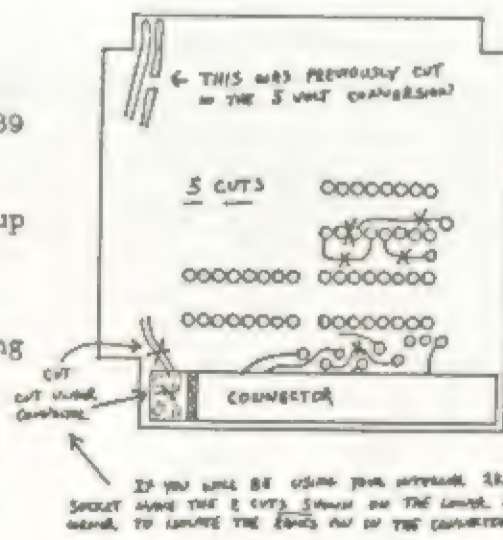 ← THIS WAS PREVIOUSLY CUT
IN THE 5 VOLT CONVERSION?
39
5 CUTS
up
ng
CUT
CUT UNDER
CONNECTOR
CONNECTOR
IF YOU WILL BE USING YOUR INTERNAL
SOCKET MAKE THE 2 CUTS SHOWN ON THE LOWER
TO THE ON THE CONNECTOR